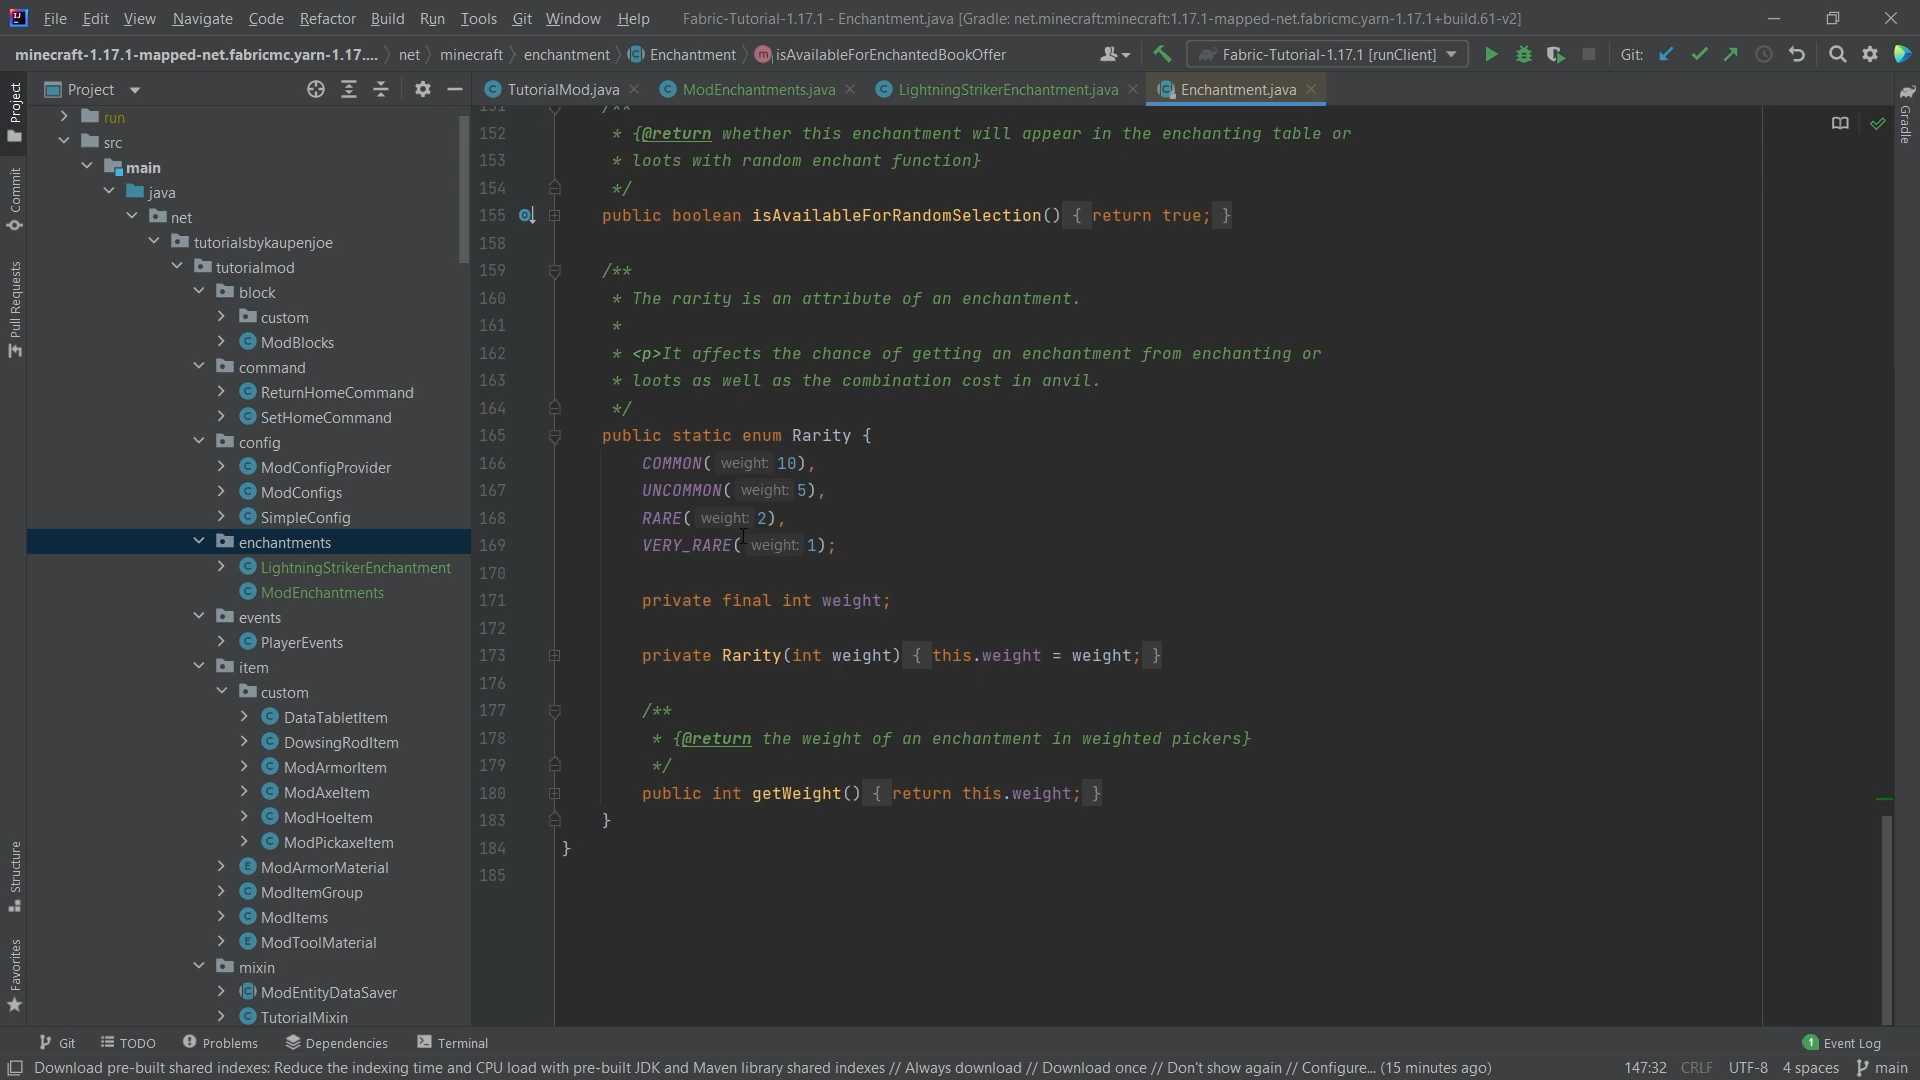 File Edit View Navigate Code Refactor Build Run Tools Git Window Help Fabric-Tutorial-1.17.1 - Enchantment.java [Gradle: net.minecraft:minecraft:1.17.1-mapped-net.fabricmc.yarn-1.17.1+build.61-v2]
minecraft-1.17.1-mapped-net.fabricmc.yarn-1.17.... net minecraft enchantment Enchantment isAvailableForEnchantedBookOffer Fabric-Tutorial-1.17.1 [runClient] Git:
Project TutorialMod.java ModEnchantments.java LightningStrikerEnchantment.java Enchantment.java
Project
Commit
Pull Requests
Structure
Favorites
Gradle
run
src
main
java
net
tutorialsbykaupenjoe
tutorialmod
block
custom
ModBlocks
command
ReturnHomeCommand
SetHomeCommand
config
ModConfigProvider
ModConfigs
SimpleConfig
enchantments
LightningStrikerEnchantment
ModEnchantments
events
PlayerEvents
item
custom
DataTabletItem
DowsingRodItem
ModArmorItem
ModAxeItem
ModHoeItem
ModPickaxeItem
ModArmorMaterial
ModItemGroup
ModItems
ModToolMaterial
mixin
ModEntityDataSaver
TutorialMixin
151 /**
152 * {@return whether this enchantment will appear in the enchanting table or
153 * loots with random enchant function}
154 */
155 public boolean isAvailableForRandomSelection() { return true; }
158
159 /**
160 * The rarity is an attribute of an enchantment.
161 *
162 * <p>It affects the chance of getting an enchantment from enchanting or
163 * loots as well as the combination cost in anvil.
164 */
165 public static enum Rarity {
166 COMMON( weight: 10),
167 UNCOMMON( weight: 5),
168 RARE( weight: 2),
169 VERY_RARE( weight: 1);
170
171 private final int weight;
172
173 private Rarity(int weight) { this.weight = weight; }
176
177 /**
178 * {@return the weight of an enchantment in weighted pickers}
179 */
180 public int getWeight() { return this.weight; }
183 }
184 }
185
Git TODO Problems Dependencies Terminal 1 Event Log
Download pre-built shared indexes: Reduce the indexing time and CPU load with pre-built JDK and Maven library shared indexes // Always download // Download once // Don't show again // Configure... (15 minutes ago) 147:32 CRLF UTF-8 4 spaces main